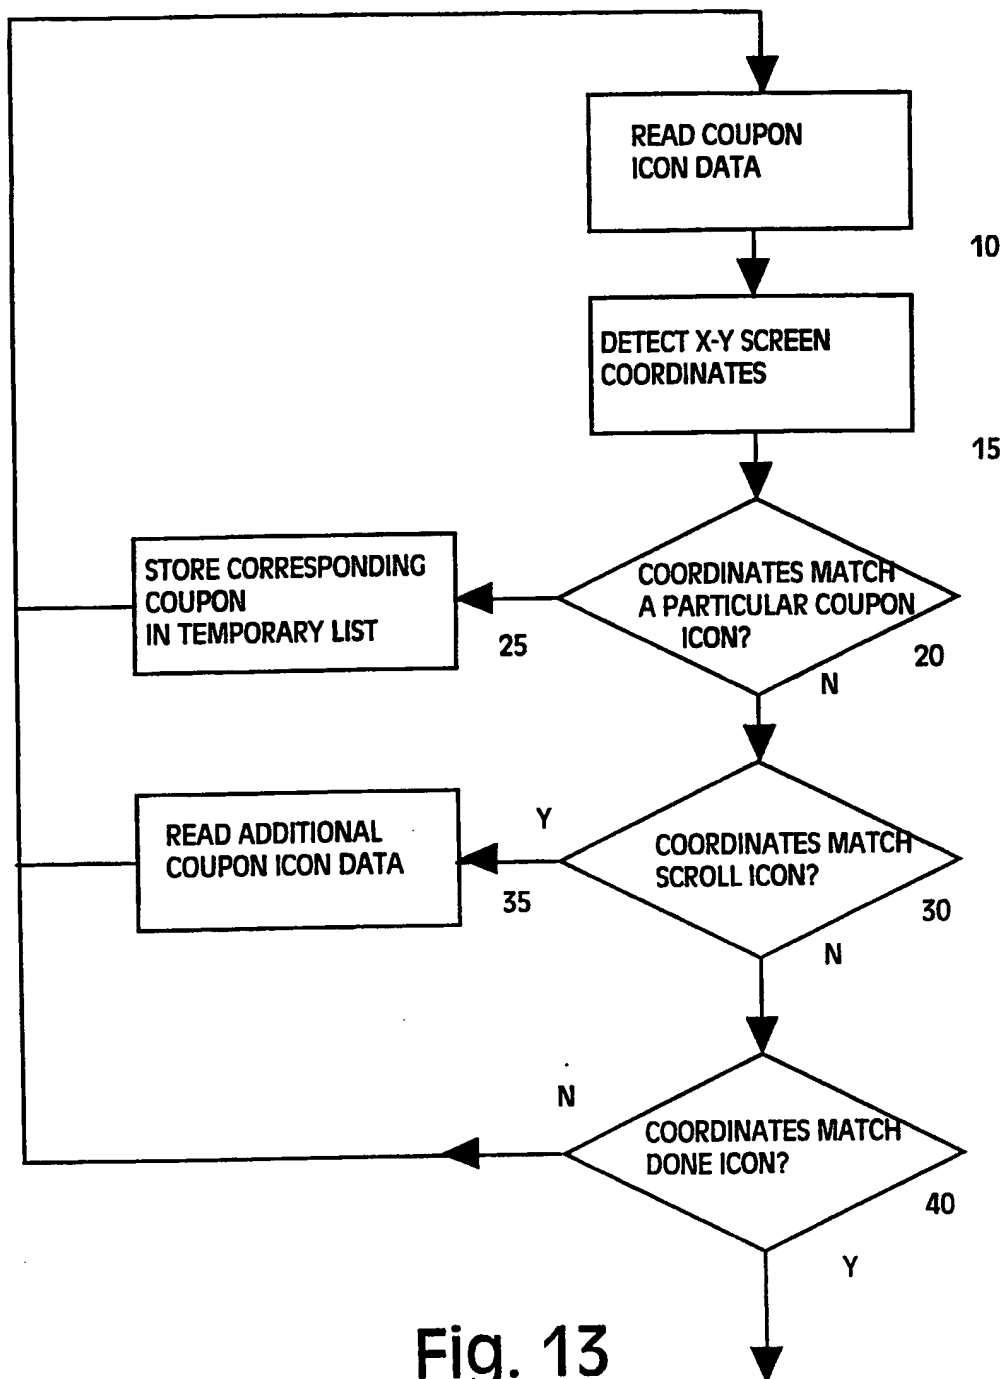 READ COUPON
ICON DATA
10
DETECT X-Y SCREEN
COORDINATES
15
COORDINATES MATCH
A PARTICULAR COUPON
ICON?
20
N
STORE CORRESPONDING
COUPON
IN TEMPORARY LIST
25
COORDINATES MATCH
SCROLL ICON?
30
N
Y
READ ADDITIONAL
COUPON ICON DATA
35
COORDINATES MATCH
DONE ICON?
40
N
Y
Fig. 13